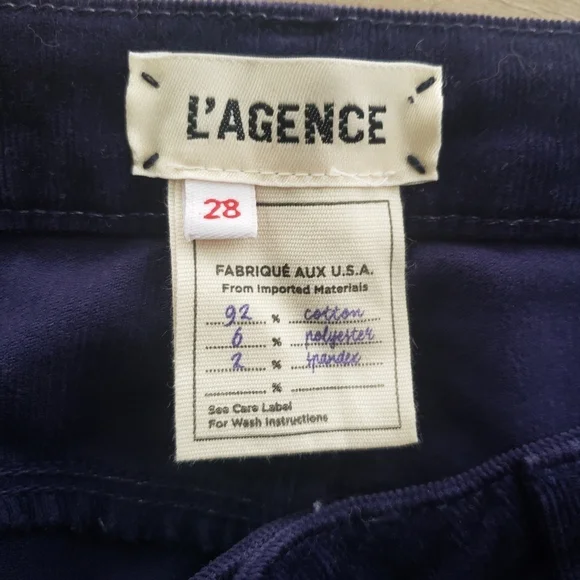 L'AGENCE
28
FABRIQUÉ AUX U.S.A.
From Imported Materials
92 % cotton
6 % polyester
2 % spandex
%
See Care Label
For Wash Instructions